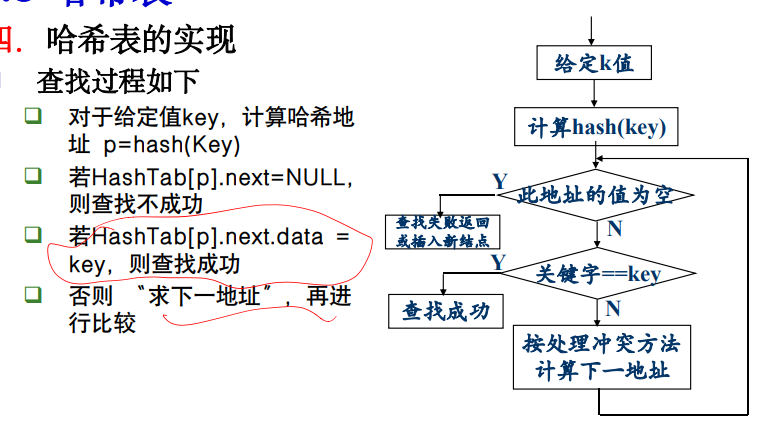 四. 哈希表的实现
查找过程如下
对于给定值key，计算哈希地
址 p=hash(Key)
若HashTab[p].next=NULL，
则查找不成功
若HashTab[p].next.data =
key，则查找成功
否则 “求下一地址”，再进
行比较
给定k值
计算hash(key)
此地址的值为空
Y
查找失败返回
或插入新结点
N
关键字==key
Y
查找成功
N
按处理冲突方法
计算下一地址